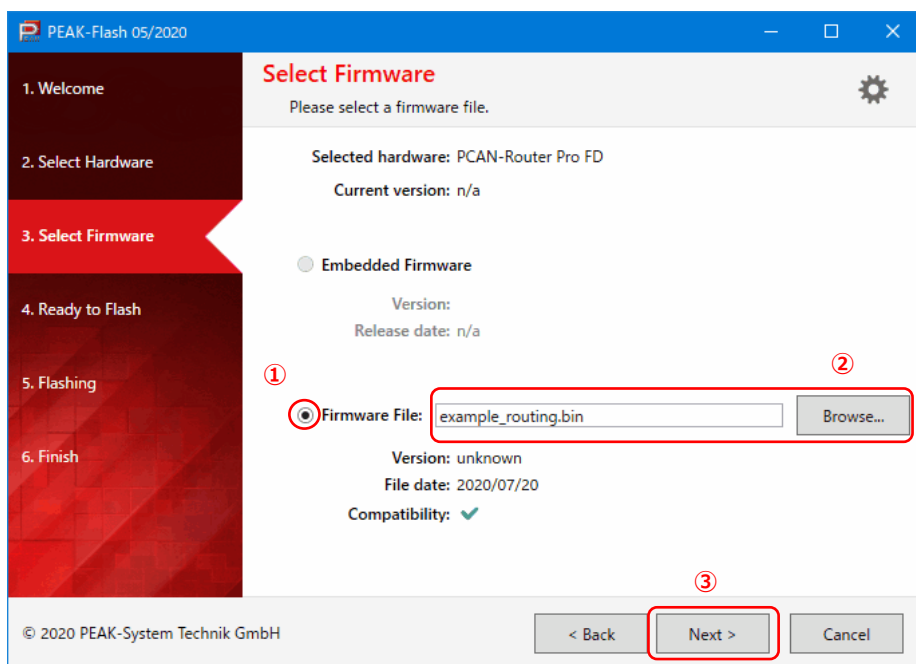 PEAK-Flash 05/2020
1. Welcome
2. Select Hardware
3. Select Firmware
4. Ready to Flash
5. Flashing
6. Finish
Select Firmware
Please select a firmware file.
Selected hardware: PCAN-Router Pro FD
Current version: n/a
Embedded Firmware
Version:
Release date: n/a
①
②
Firmware File: example_routing.bin Browse...
Version: unknown
File date: 2020/07/20
Compatibility:
③
© 2020 PEAK-System Technik GmbH
< Back Next > Cancel